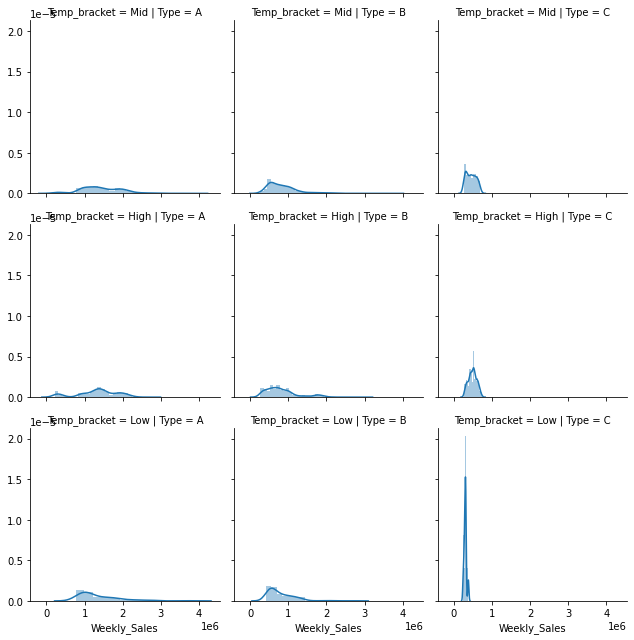 1e-5 Temp_bracket = Mid | Type = A
Temp_bracket = Mid | Type = B
Temp_bracket = Mid | Type = C
2.0
1.5
1.0
0.5
0.0
1e-5 Temp_bracket = High | Type = A
Temp_bracket = High | Type = B
Temp_bracket = High | Type = C
2.0
1.5
1.0
0.5
0.0
1e-5 Temp_bracket = Low | Type = A
Temp_bracket = Low | Type = B
Temp_bracket = Low | Type = C
2.0
1.5
1.0
0.5
0.0
0 1 2 3 4
0 1 2 3 4
0 1 2 3 4
Weekly_Sales 1e6
Weekly_Sales 1e6
Weekly_Sales 1e6